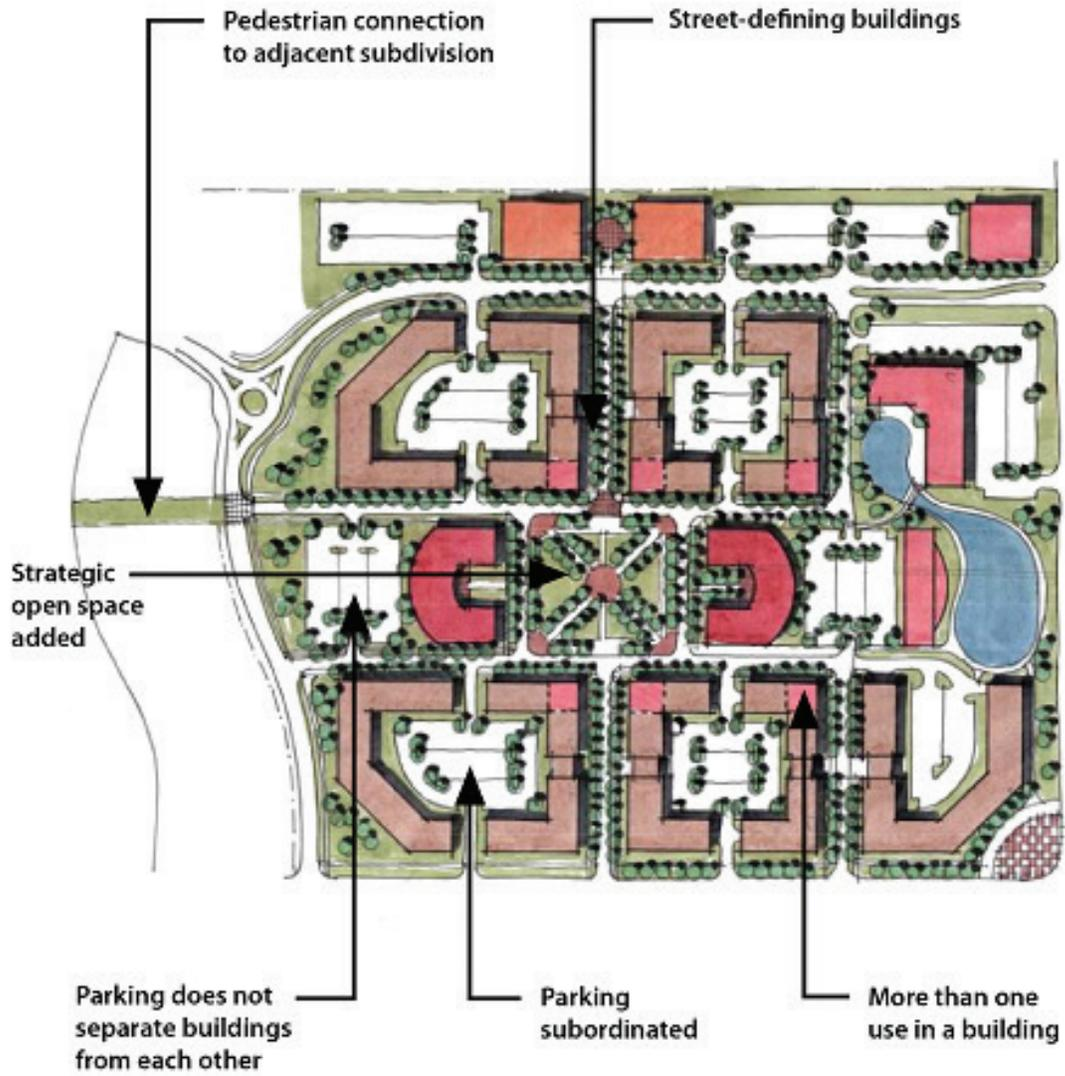 Pedestrian connection
to adjacent subdivision
Street-defining buildings
Strategic
open space
added
Parking does not
separate buildings
from each other
Parking
subordinated
More than one
use in a building